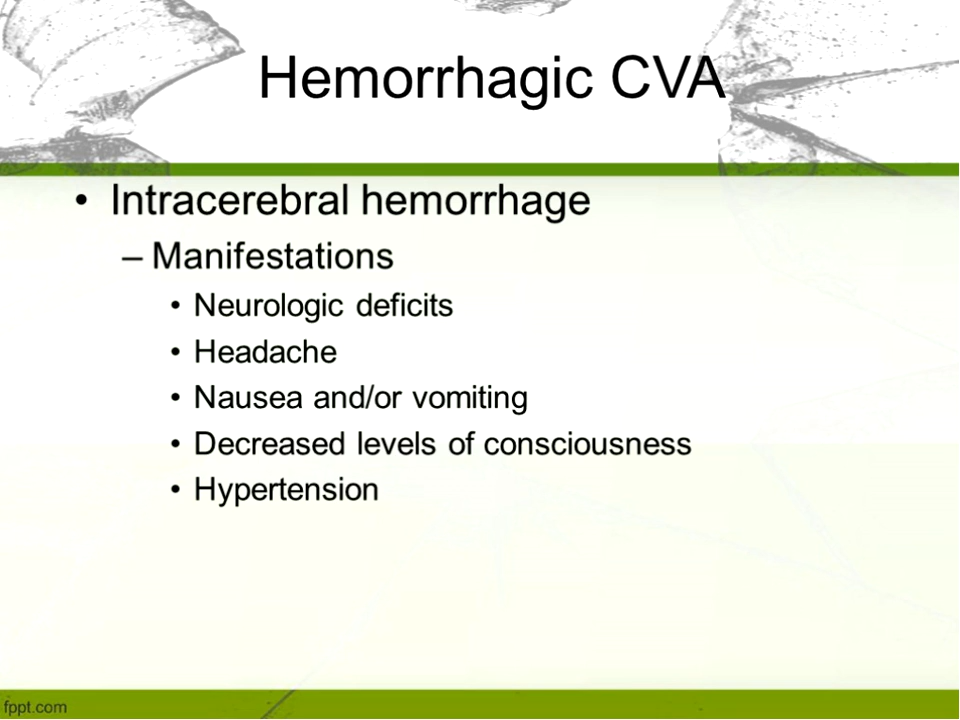 Hemorrhagic CVA
• Intracerebral hemorrhage
– Manifestations
• Neurologic deficits
• Headache
• Nausea and/or vomiting
• Decreased levels of consciousness
• Hypertension
fppt.com